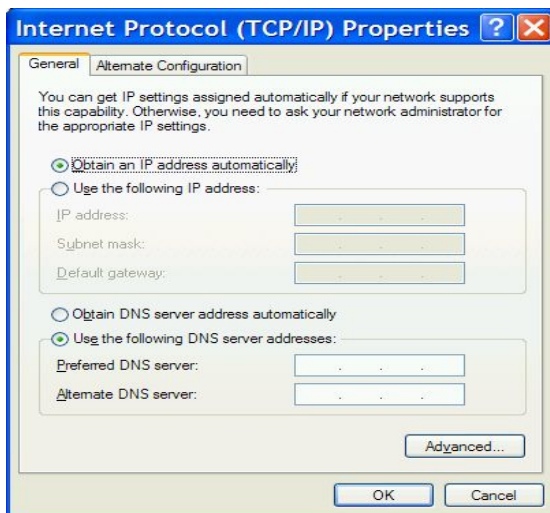 Internet Protocol (TCP/IP) Properties ?
General Alternate Configuration
You can get IP settings assigned automatically if your network supports
this capability. Otherwise, you need to ask your network administrator for
the appropriate IP settings.
Obtain an IP address automatically
Use the following IP address:
IP address:
Subnet mask:
Default gateway:
Obtain DNS server address automatically
Use the following DNS server addresses:
Preferred DNS server:
Alternate DNS server:
Advanced...
OK Cancel